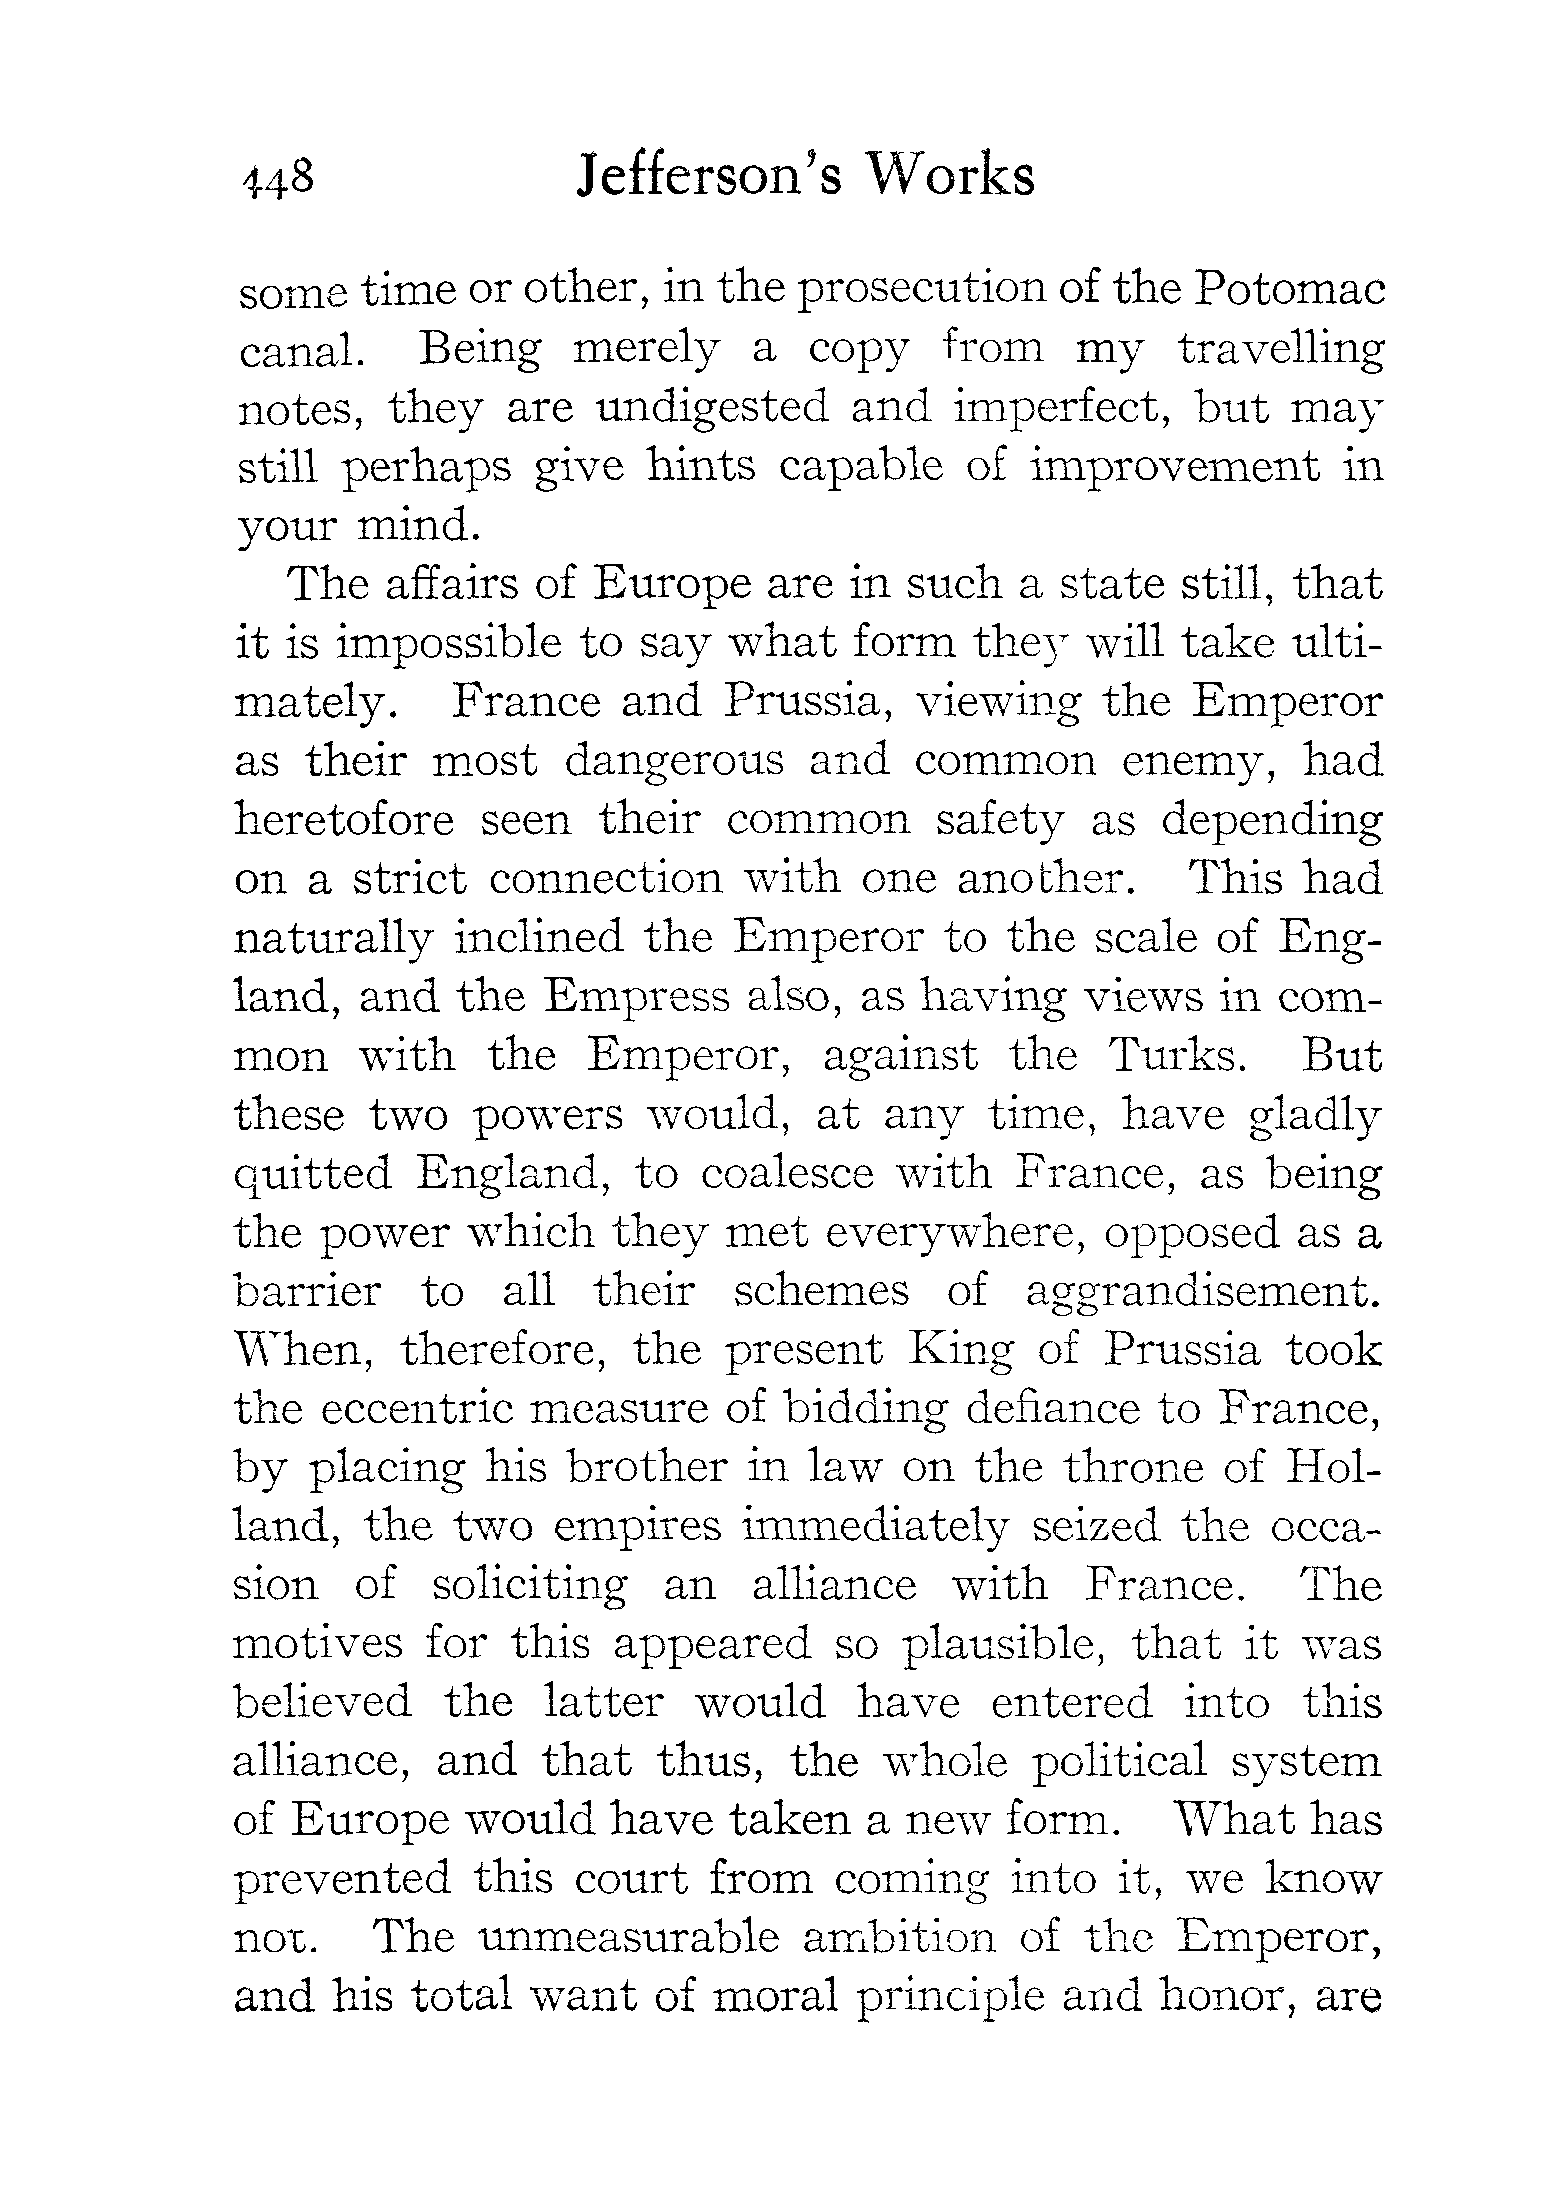 448 Jefferson's Works
some time or other, in the prosecution of the Potomac
canal. Being merely a copy from my travelling
notes, they are undigested and imperfect, but may
still perhaps give hints capable of improvement in
your mind.
The affairs of Europe are in such a state still, that
it is impossible to say what form they will take ulti-
mately. France and Prussia, viewing the Emperor
as their most dangerous and common enemy, had
heretofore seen their common safety as depending
on a strict connection with one another. This had
naturally inclined the Emperor to the scale of Eng-
land, and the Empress also, as having views in com-
mon with the Emperor, against the Turks. But
these two powers would, at any time, have gladly
quitted England, to coalesce with France, as being
the power which they met everywhere, opposed as a
barrier to all their schemes of aggrandisement.
When, therefore, the present King of Prussia took
the eccentric measure of bidding defiance to France,
by placing his brother in law on the throne of Hol-
land, the two empires immediately seized the occa-
sion of soliciting an alliance with France. The
motives for this appeared so plausible, that it was
believed the latter would have entered into this
alliance, and that thus, the whole political system
of Europe would have taken a new form. What has
prevented this court from coming into it, we know
not. The unmeasurable ambition of the Emperor,
and his total want of moral principle and honor, are